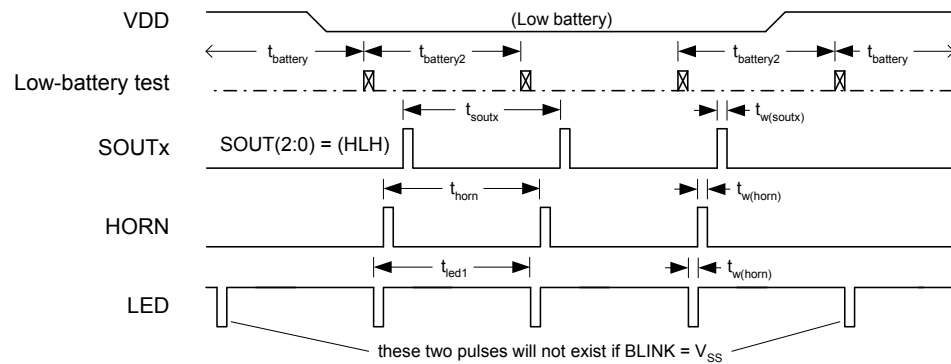 VDD
(Low battery)
t_battery t_battery2 t_battery2 t_battery
Low-battery test
t_soutx t_w(soutx)
SOUTx SOUT(2:0) = (HLH)
t_horn t_w(horn)
HORN
t_led1 t_w(horn)
LED
these two pulses will not exist if BLINK = V_SS